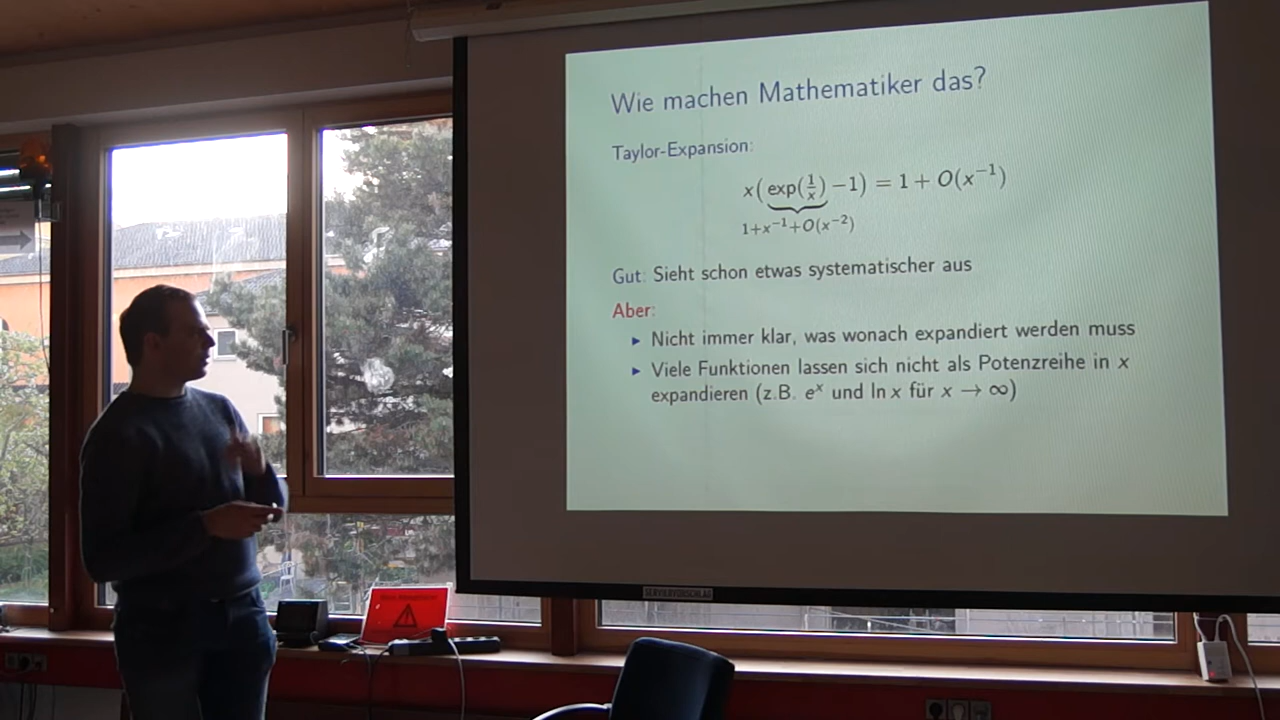 Wie machen Mathematiker das?
Taylor-Expansion:
x(exp(1/x) −1) = 1 + O(x⁻¹)
1+x⁻¹+O(x⁻²)
Gut: Sieht schon etwas systematischer aus
Aber:
▸ Nicht immer klar, was wonach expandiert werden muss
▸ Viele Funktionen lassen sich nicht als Potenzreihe in x
expandieren (z.B. eˣ und ln x für x → ∞)
SERVIERVORSCHLAG